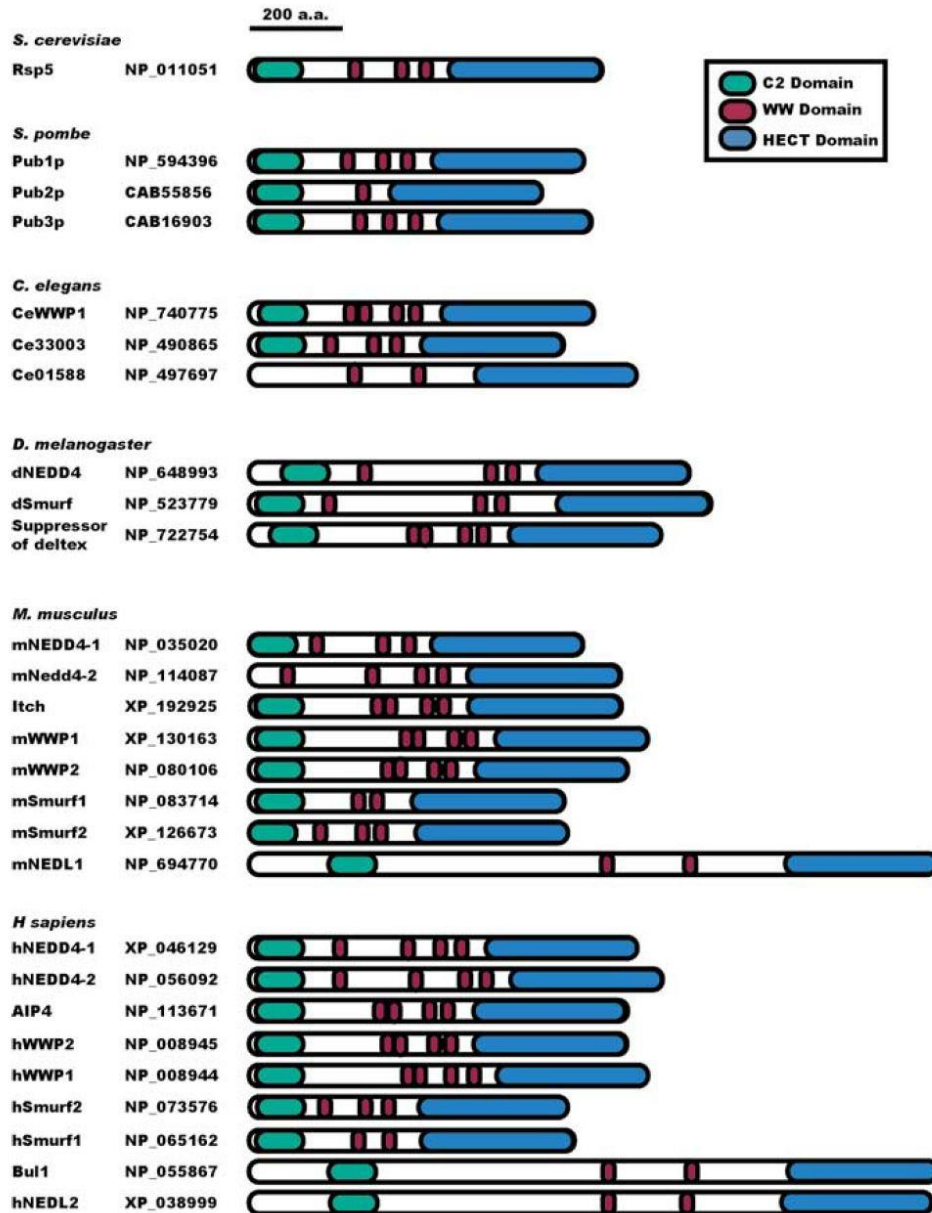 200 a.a.
S. cerevisiae
Rsp5 NP_011051
C2 Domain
WW Domain
HECT Domain
S. pombe
Pub1p NP_594396
Pub2p CAB55856
Pub3p CAB16903
C. elegans
CeWWP1 NP_740775
Ce33003 NP_490865
Ce01588 NP_497697
D. melanogaster
dNEDD4 NP_648993
dSmurf NP_523779
Suppressor of deltex NP_722754
M. musculus
mNEDD4-1 NP_035020
mNedd4-2 NP_114087
Itch XP_192925
mWWP1 XP_130163
mWWP2 NP_080106
mSmurf1 NP_083714
mSmurf2 XP_126673
mNEDL1 NP_694770
H sapiens
hNEDD4-1 XP_046129
hNEDD4-2 NP_056092
AIP4 NP_113671
hWWP2 NP_008945
hWWP1 NP_008944
hSmurf2 NP_073576
hSmurf1 NP_065162
Bul1 NP_055867
hNEDL2 XP_038999